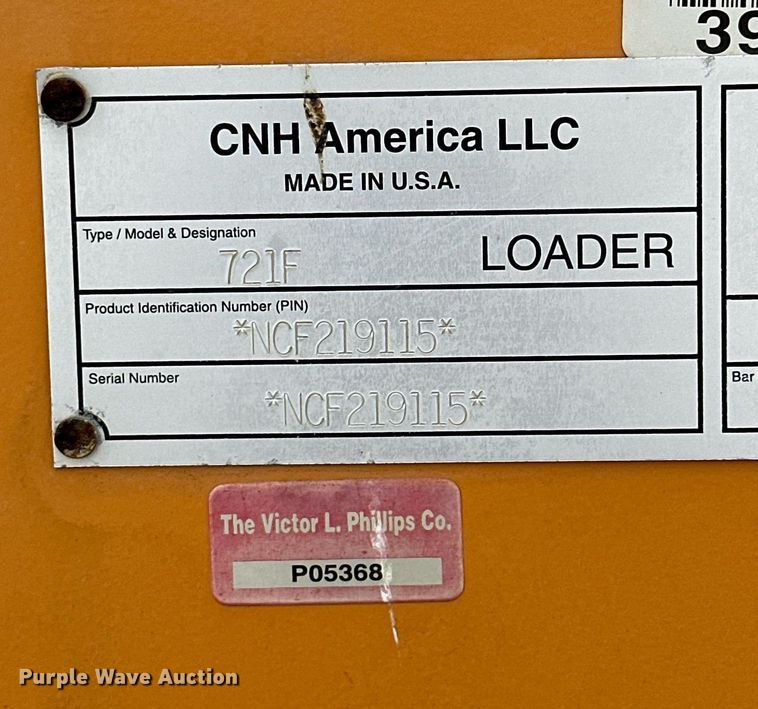 39
CNH America LLC
MADE IN U.S.A.
Type / Model & Designation
721F
LOADER
Product Identification Number (PIN)
*NCF219115*
Serial Number
*NCF219115*
Bar
The Victor L. Phillips Co.
P05368
Purple Wave Auction